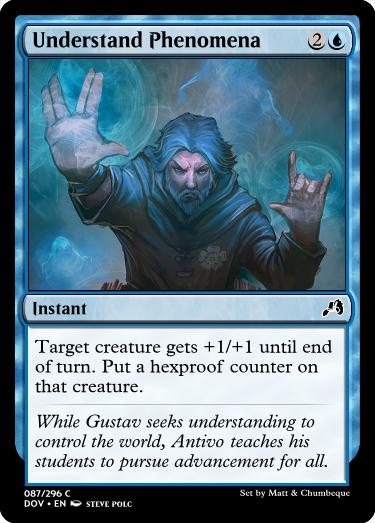 Understand Phenomena 2
Instant
Target creature gets +1/+1 until end
of turn. Put a hexproof counter on
that creature.
While Gustav seeks understanding to
control the world, Antivo teaches his
students to pursue advancement for all.
087/296 C
DOV • EN STEVE POLC
Set by Matt & Chumbeque